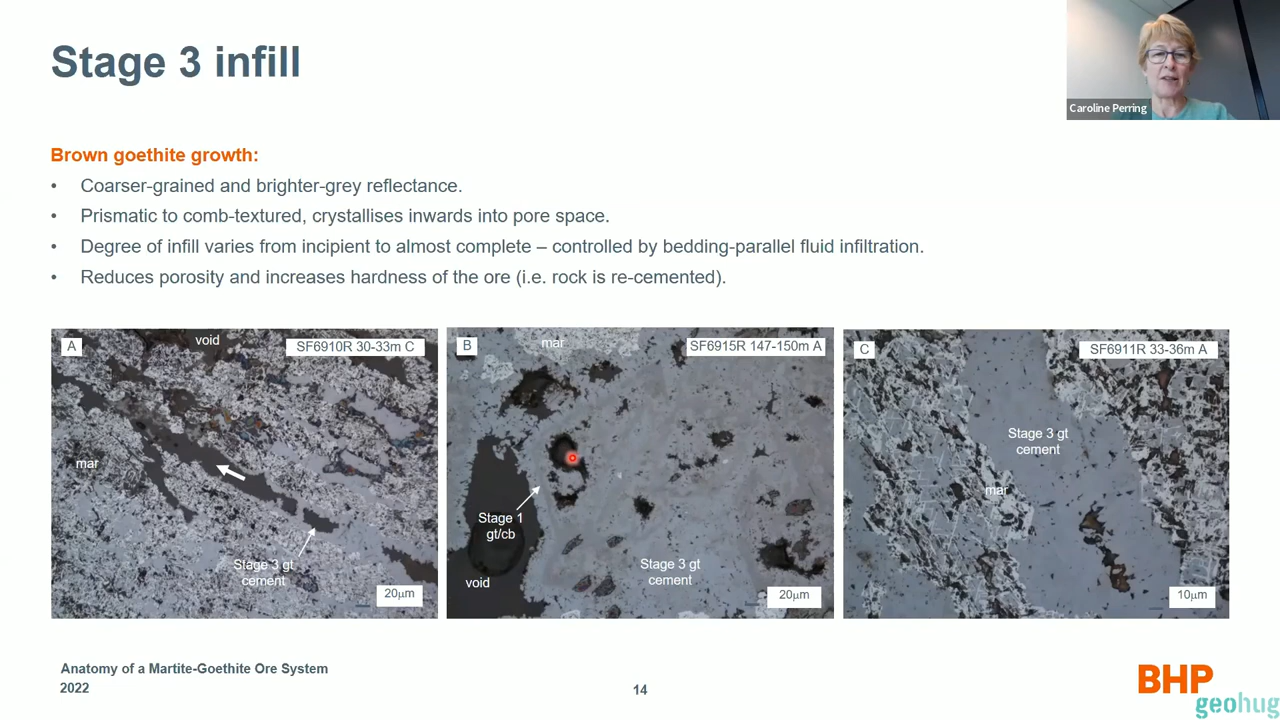 Stage 3 infill
Caroline Perring
Brown goethite growth:
• Coarser-grained and brighter-grey reflectance.
• Prismatic to comb-textured, crystallises inwards into pore space.
• Degree of infill varies from incipient to almost complete – controlled by bedding-parallel fluid infiltration.
• Reduces porosity and increases hardness of the ore (i.e. rock is re-cemented).
A
void
SF6910R 30-33m C
mar
Stage 3 gt
cement
20μm
B
mar
SF6915R 147-150m A
Stage 1
gt/cb
void
Stage 3 gt
cement
20μm
C
SF6911R 33-36m A
Stage 3 gt
cement
mar
10μm
Anatomy of a Martite-Goethite Ore System
2022
14
BHP
geohug